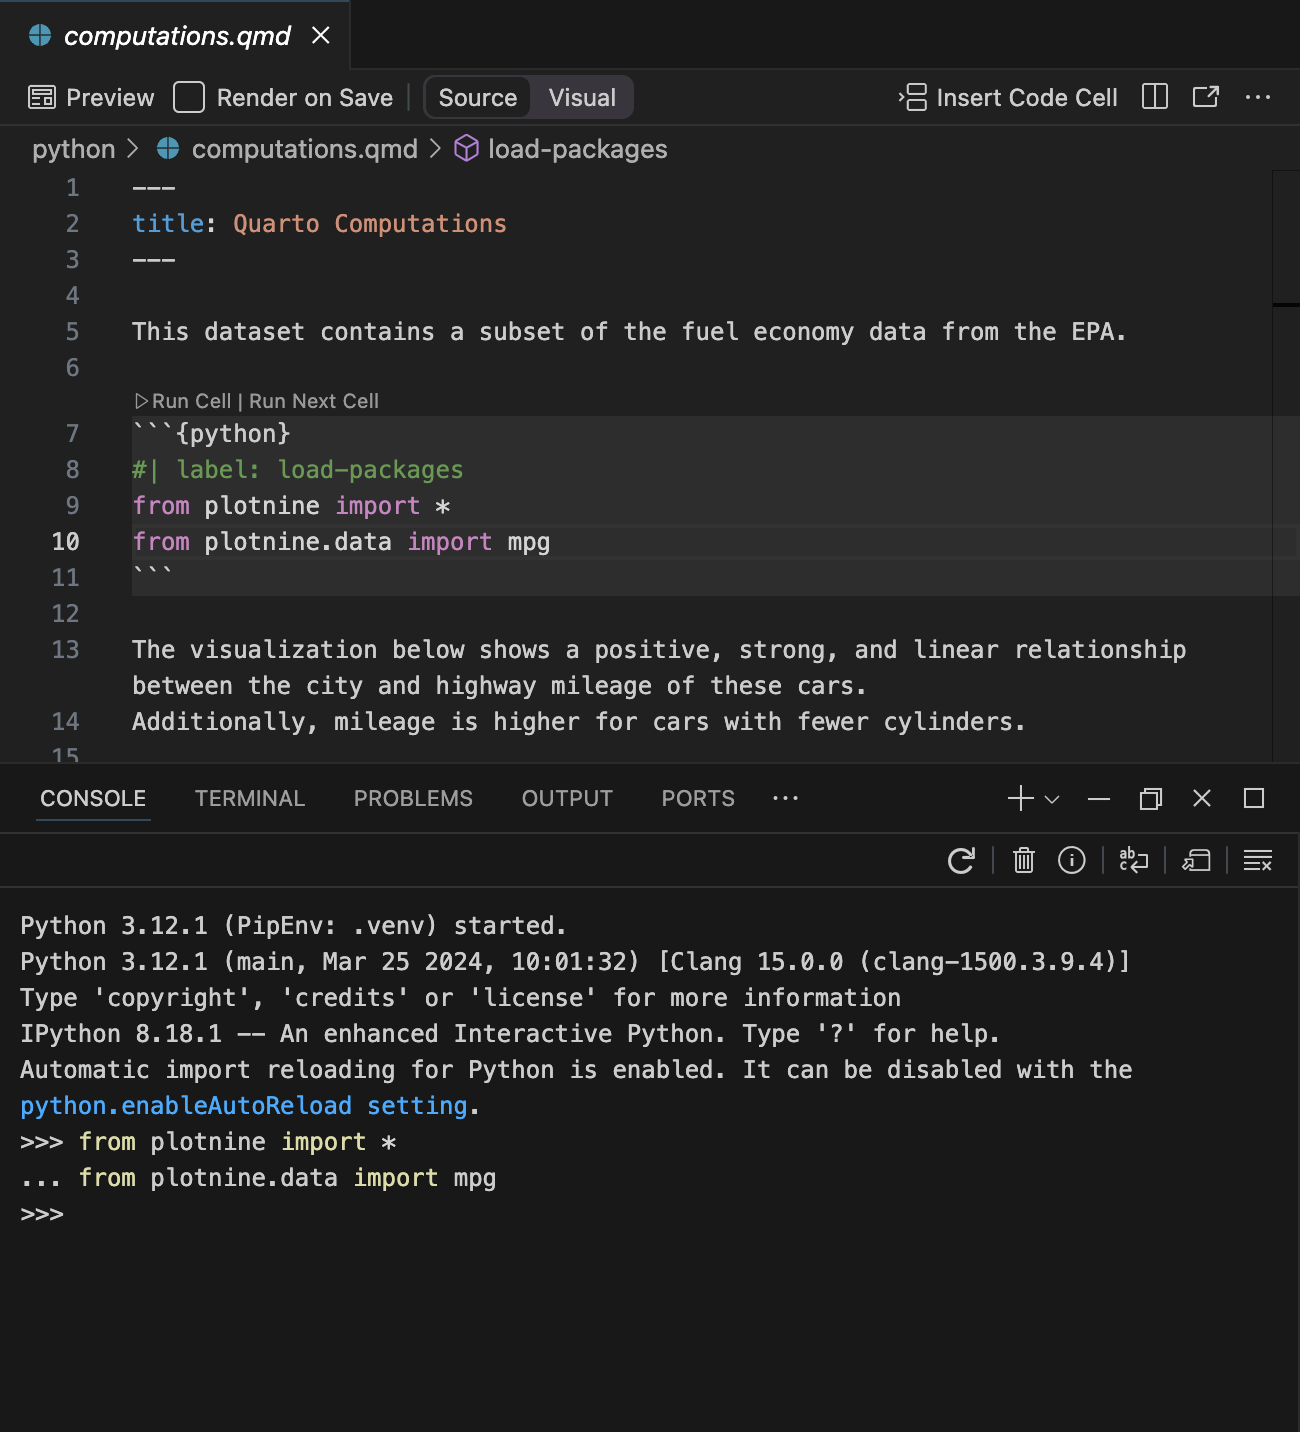 computations.qmd
Preview Render on Save Source Visual Insert Code Cell
python > computations.qmd > load-packages
1 ---
2 title: Quarto Computations
3 ---
4
5 This dataset contains a subset of the fuel economy data from the EPA.
6
Run Cell | Run Next Cell
7 ```{python}
8 #| label: load-packages
9 from plotnine import *
10 from plotnine.data import mpg
11 ```
12
13 The visualization below shows a positive, strong, and linear relationship
between the city and highway mileage of these cars.
14 Additionally, mileage is higher for cars with fewer cylinders.
15
CONSOLE TERMINAL PROBLEMS OUTPUT PORTS
Python 3.12.1 (PipEnv: .venv) started.
Python 3.12.1 (main, Mar 25 2024, 10:01:32) [Clang 15.0.0 (clang-1500.3.9.4)]
Type 'copyright', 'credits' or 'license' for more information
IPython 8.18.1 -- An enhanced Interactive Python. Type '?' for help.
Automatic import reloading for Python is enabled. It can be disabled with the
python.enableAutoReload setting.
>>> from plotnine import *
... from plotnine.data import mpg
>>>